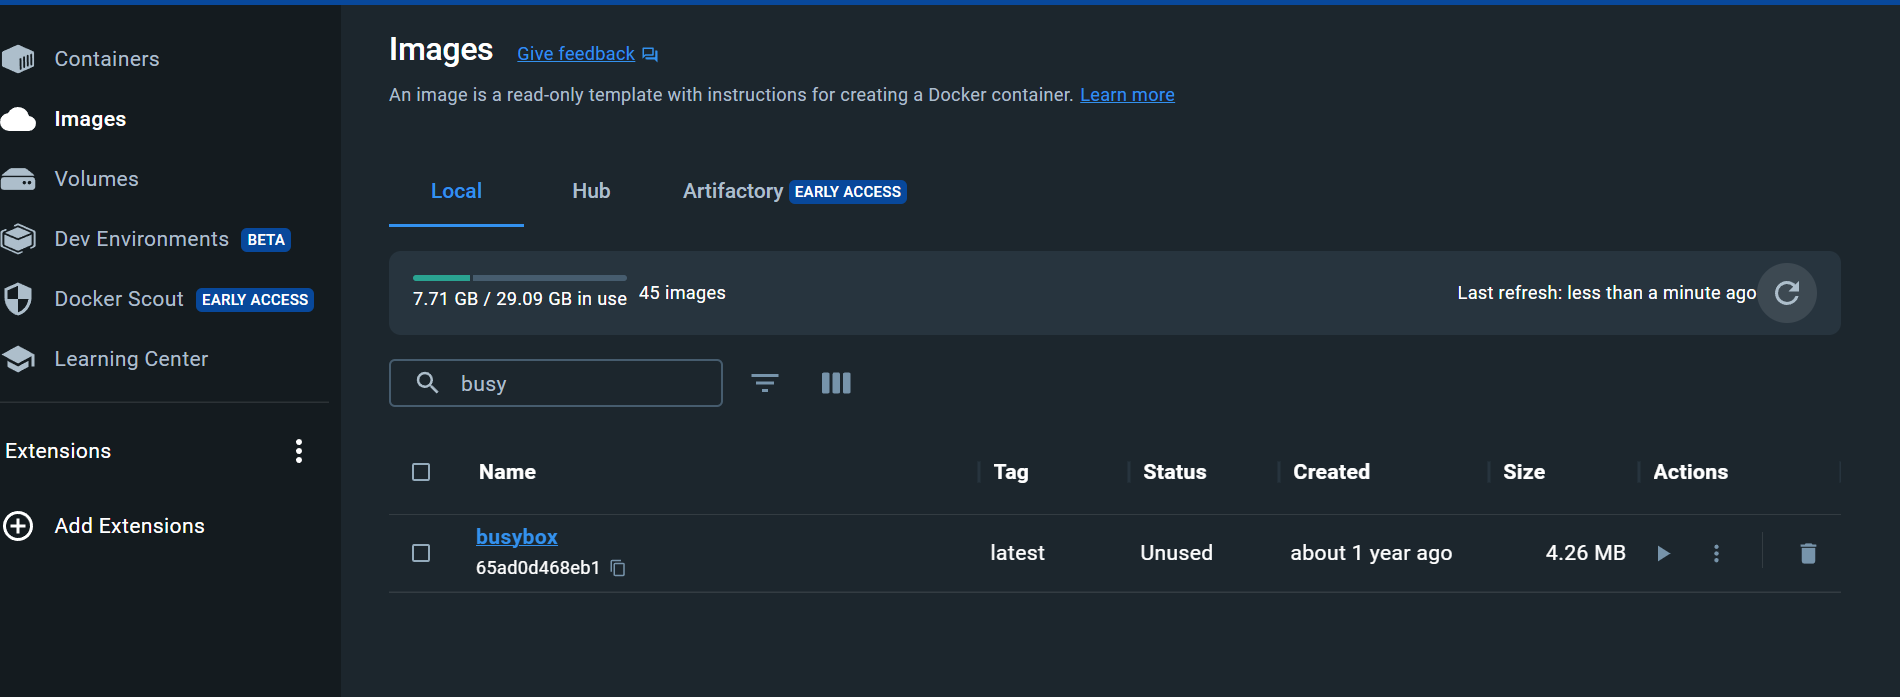 Containers
Images
Volumes
Dev Environments BETA
Docker Scout EARLY ACCESS
Learning Center
Extensions
Add Extensions
Images Give feedback
An image is a read-only template with instructions for creating a Docker container. Learn more
Local Hub Artifactory EARLY ACCESS
7.71 GB / 29.09 GB in use 45 images Last refresh: less than a minute ago
busy
Name Tag Status Created Size Actions
busybox
65ad0d468eb1 latest Unused about 1 year ago 4.26 MB